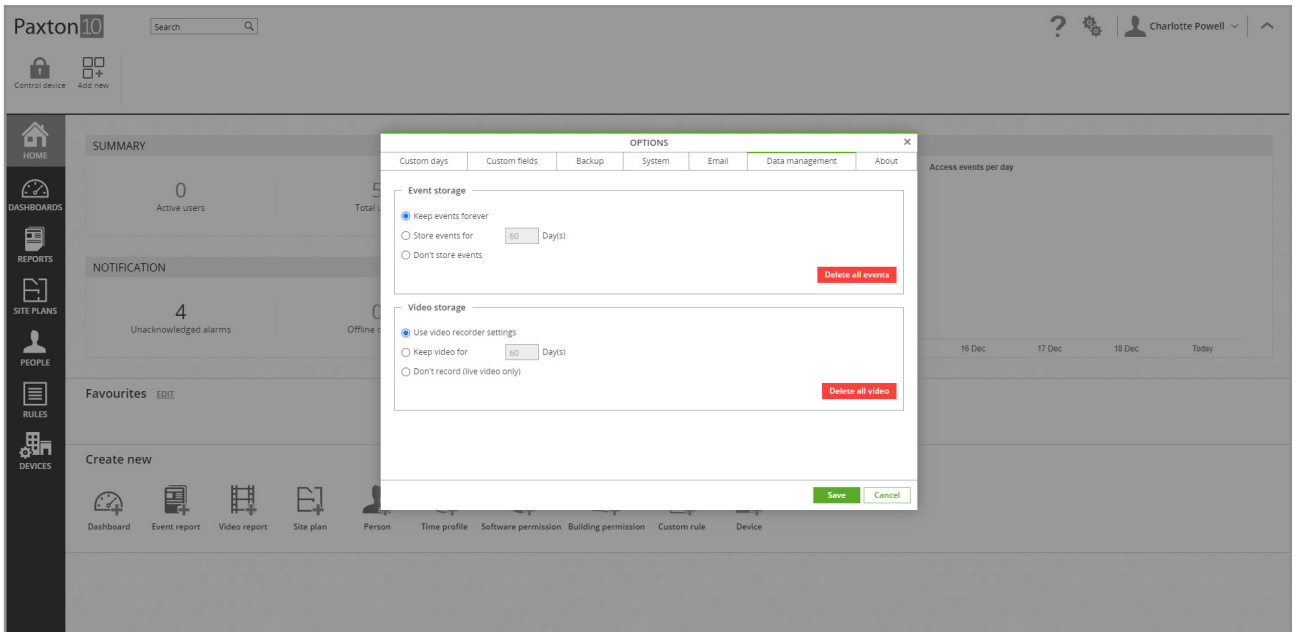 Paxton10
Search
Charlotte Powell
Control device
Add new
HOME
DASHBOARDS
REPORTS
SITE PLANS
PEOPLE
RULES
DEVICES
SUMMARY
0
Active users
5
Total
NOTIFICATION
4
Unacknowledged alarms
0
Offline
OPTIONS
Custom days
Custom fields
Backup
System
Email
Data management
About
Event storage
Keep events forever
Store events for 60 Day(s)
Don't store events
Delete all events
Video storage
Use video recorder settings
Keep video for 60 Day(s)
Don't record (live video only)
Delete all video
Save
Cancel
Access events per day
16 Dec
17 Dec
18 Dec
Today
Favourites EDIT
Create new
Dashboard
Event report
Video report
Site plan
Person
Time profile
Software permission
Building permission
Custom rule
Device